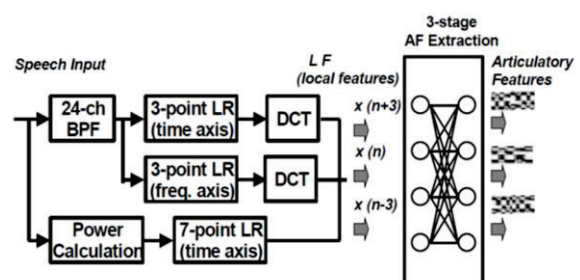 3-stage
AF Extraction
Speech Input
L F
(local features)
Articulatory
Features
24-ch
BPF
3-point LR
(time axis)
DCT
3-point LR
(freq. axis)
DCT
Power
Calculation
7-point LR
(time axis)
x (n+3)
x (n)
x (n-3)